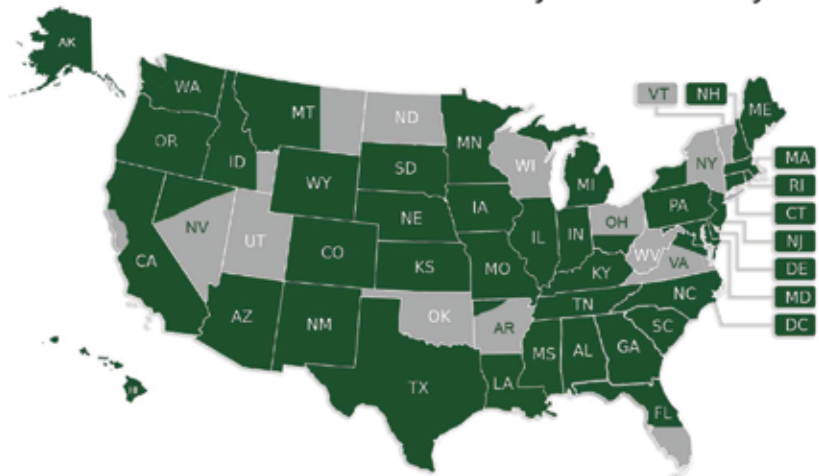 AK
WA
MT
ND
VT
NH
ME
OR
ID
MN
WI
NY
MA
SD
MI
RI
WY
PA
CT
IA
NE
OH
NJ
NV
IL
IN
UT
CO
WV
DE
CA
KS
MO
KY
VA
MD
NC
TN
AZ
OK
NM
AR
SC
DC
MS
AL
GA
TX
LA
HI
FL